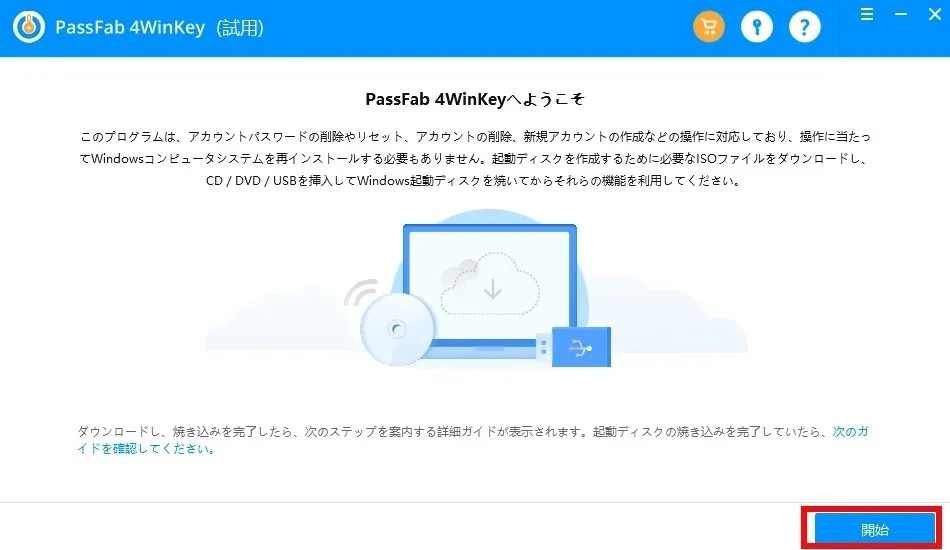 PassFab 4WinKey (試用)
?
PassFab 4WinKeyへようこそ
このプログラムは、アカウントパスワードの削除やリセット、アカウントの削除、新規アカウントの作成などの操作に対応しており、操作に当たっ
てWindowsコンピュータシステムを再インストールする必要もありません。起動ディスクを作成するために必要なISOファイルをダウンロードし、
CD / DVD / USBを挿入してWindows起動ディスクを焼いてからそれらの機能を利用してください。
ダウンロードし、焼き込みを完了したら、次のステップを案内する詳細ガイドが表示されます。起動ディスクの焼き込みを完了していたら、次のガ
イドを確認してください。
開始